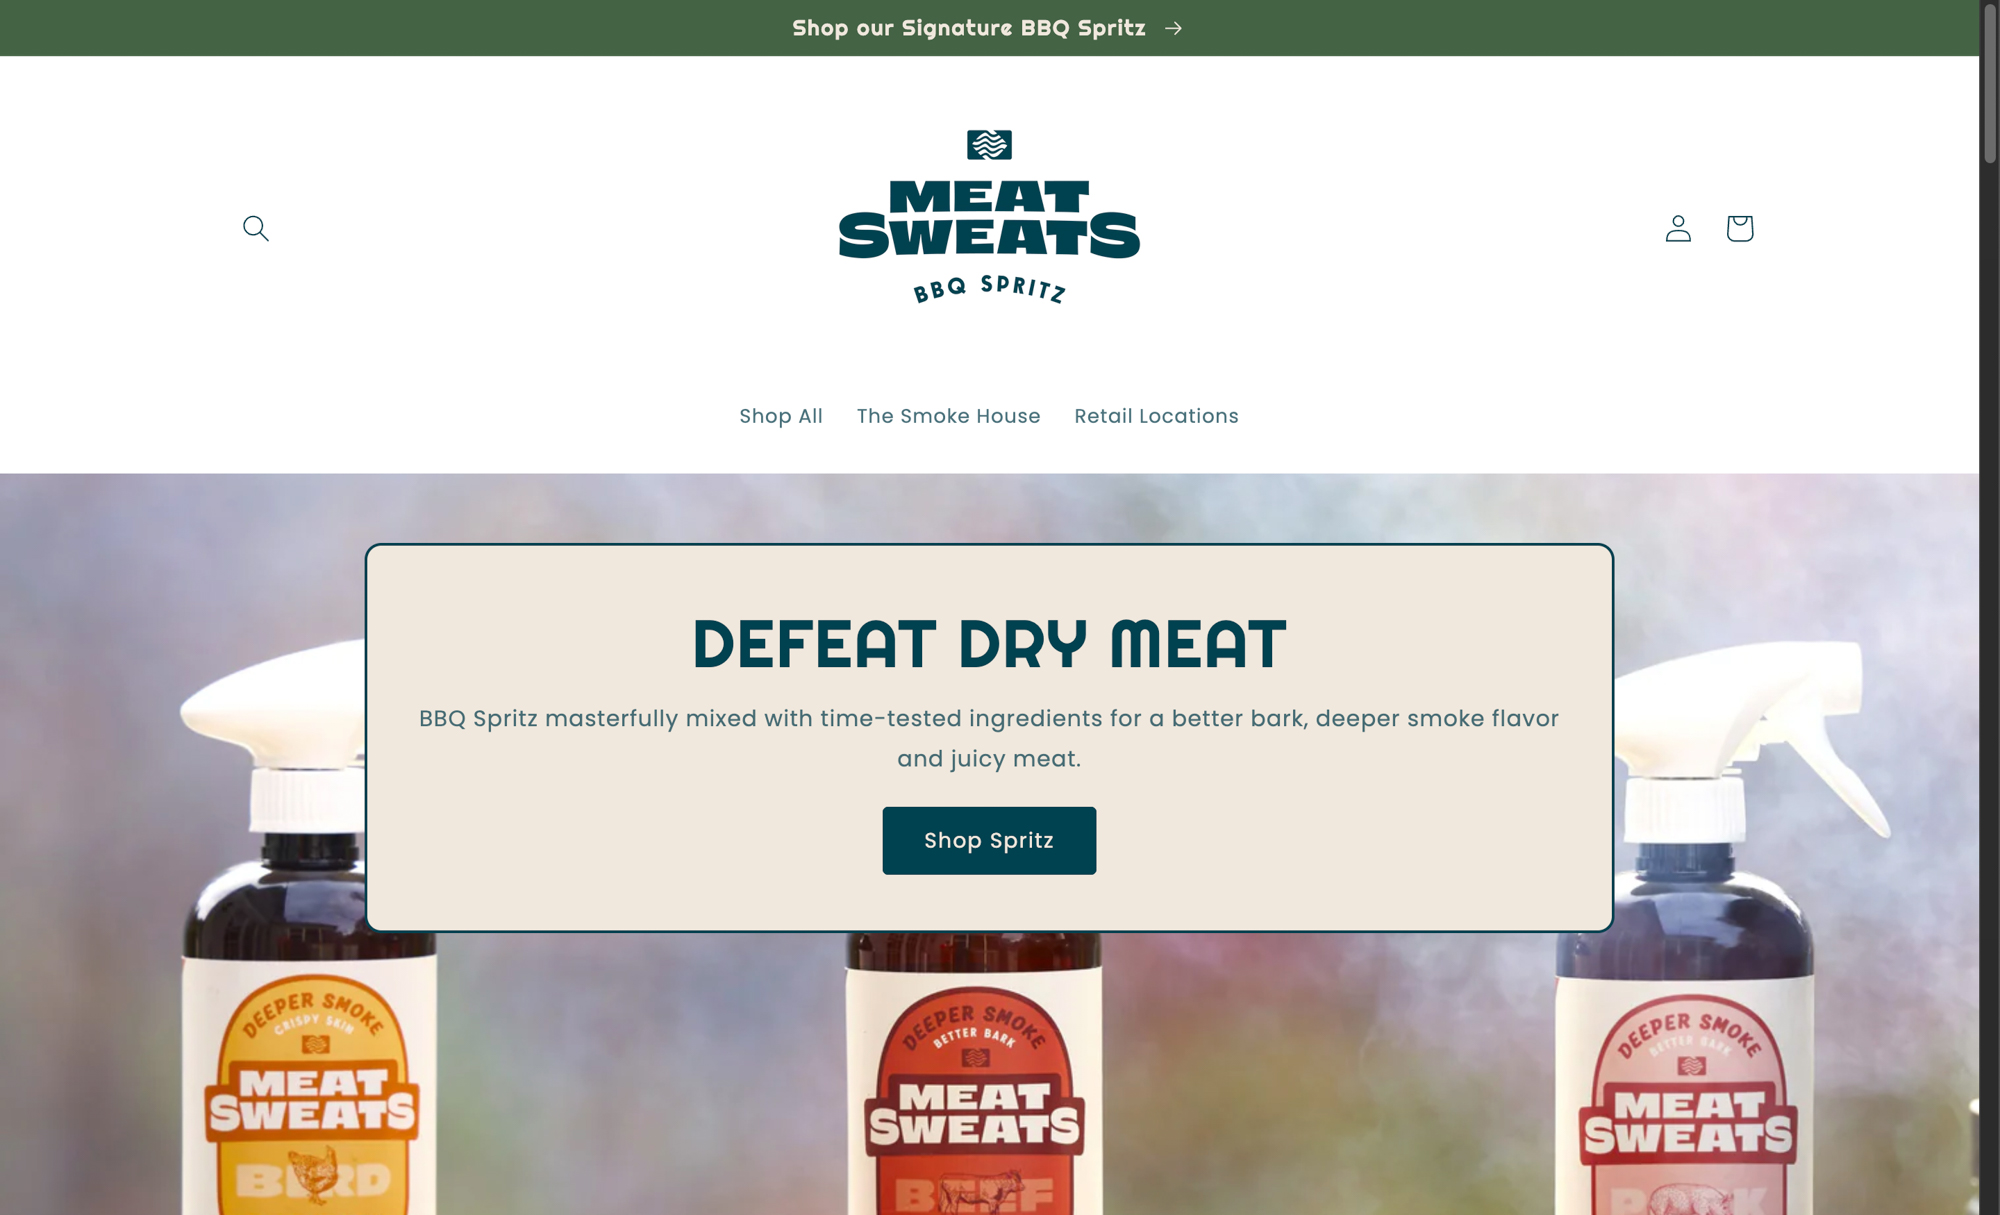 Shop our Signature BBQ Spritz →
MEAT
SWEATS
BBQ SPRITZ
Shop All
The Smoke House
Retail Locations
DEFEAT DRY MEAT
BBQ Spritz masterfully mixed with time-tested ingredients for a better bark, deeper smoke flavor
and juicy meat.
Shop Spritz
DEEPER SMOKE
CRISPY SKIN
MEAT
SWEATS
BIRD
DEEPER SMOKE
BETTER BARK
MEAT
SWEATS
BEEF
DEEPER SMOKE
BETTER BARK
MEAT
SWEATS
PORK